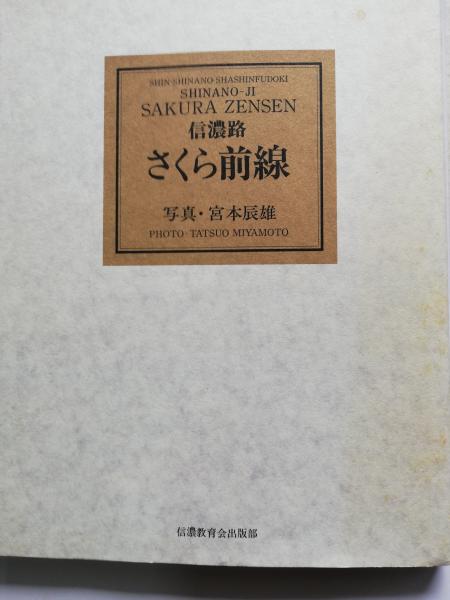 SHIN·SHINANO·SHASHINFUDOKI
SHINANO-JI
SAKURA ZENSEN
信濃路
さくら前線
写真・宮本辰雄
PHOTO·TATSUO MIYAMOTO
信濃教育会出版部